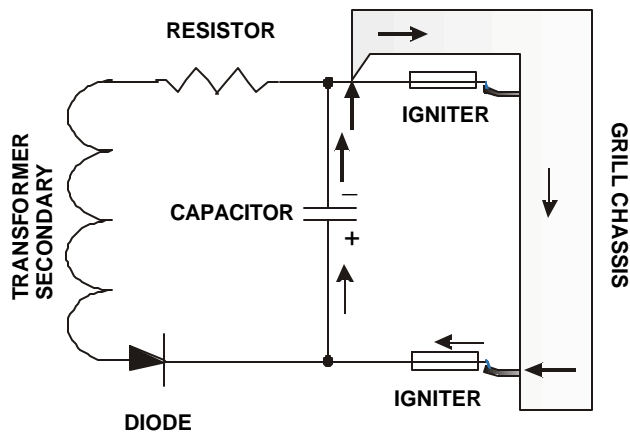 RESISTOR
IGNITER
TRANSFORMER
SECONDARY
CAPACITOR
–
+
GRILL CHASSIS
IGNITER
DIODE